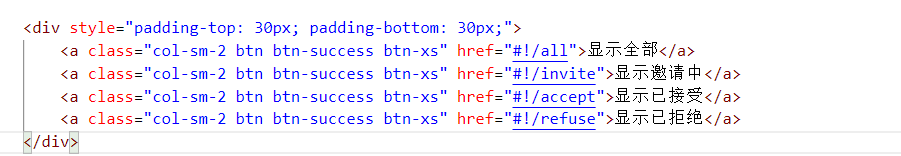 <div style="padding-top: 30px; padding-bottom: 30px;">
<a class="col-sm-2 btn btn-success btn-xs" href="#!/all">显示全部</a>
<a class="col-sm-2 btn btn-success btn-xs" href="#!/invite">显示邀请中</a>
<a class="col-sm-2 btn btn-success btn-xs" href="#!/accept">显示已接受</a>
<a class="col-sm-2 btn btn-success btn-xs" href="#!/refuse">显示已拒绝</a>
</div>